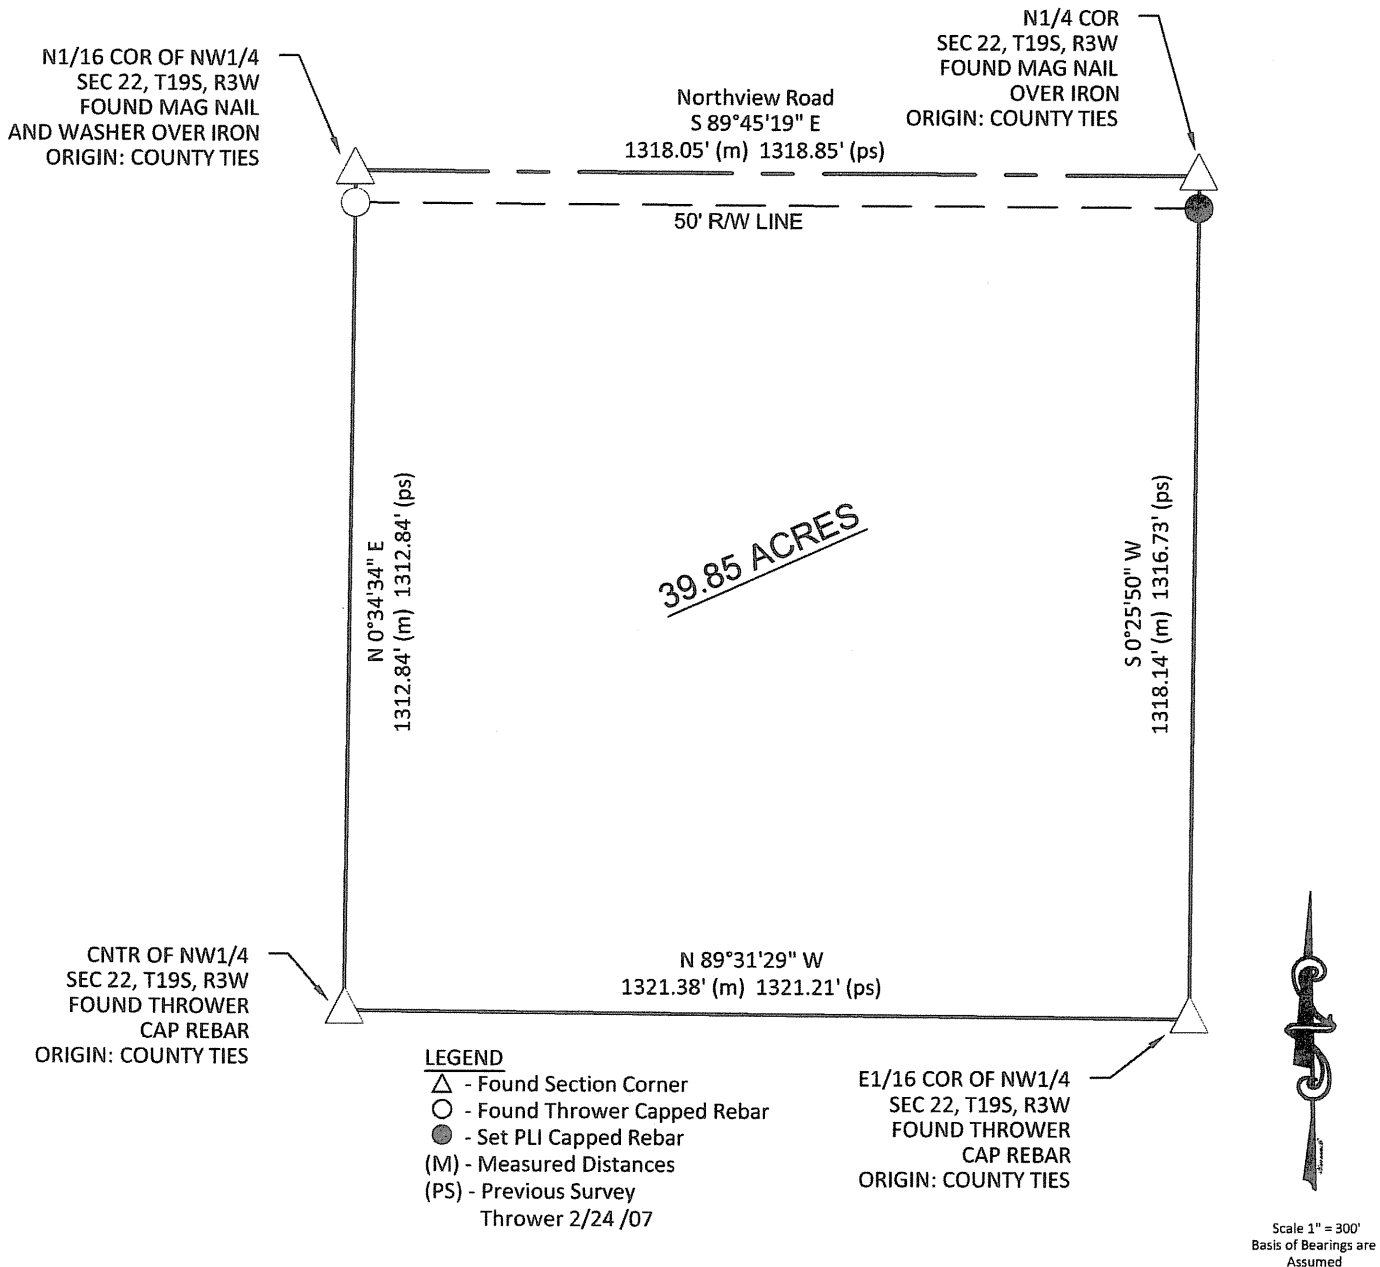 N1/16 COR OF NW1/4
SEC 22, T19S, R3W
FOUND MAG NAIL
AND WASHER OVER IRON
ORIGIN: COUNTY TIES
N1/4 COR
SEC 22, T19S, R3W
FOUND MAG NAIL
OVER IRON
ORIGIN: COUNTY TIES
Northview Road
S 89°45'19" E
1318.05' (m) 1318.85' (ps)
50' R/W LINE
N 0°34'34" E
1312.84' (m) 1312.84' (ps)
39.85 ACRES
S 0°25'50" W
1318.14' (m) 1316.73' (ps)
N 89°31'29" W
1321.38' (m) 1321.21' (ps)
CNTR OF NW1/4
SEC 22, T19S, R3W
FOUND THROWER
CAP REBAR
ORIGIN: COUNTY TIES
LEGEND
- Found Section Corner
- Found Thrower Capped Rebar
- Set PLI Capped Rebar
(M) - Measured Distances
(PS) - Previous Survey
Thrower 2/24 /07
E1/16 COR OF NW1/4
SEC 22, T19S, R3W
FOUND THROWER
CAP REBAR
ORIGIN: COUNTY TIES
Scale 1" = 300'
Basis of Bearings are
Assumed